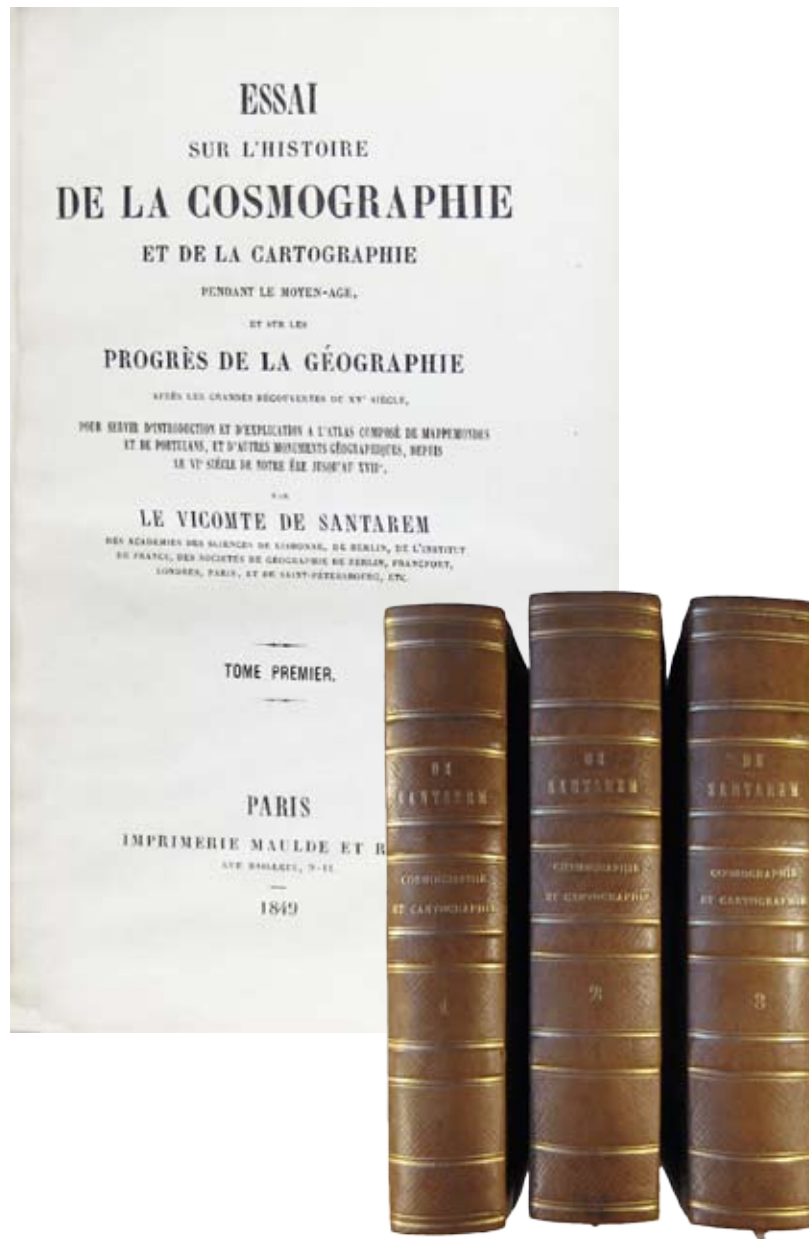 ESSAI
SUR L'HISTOIRE
DE LA COSMOGRAPHIE
ET DE LA CARTOGRAPHIE
PENDANT LE MOYEN-AGE,
ET SUR LES
PROGRÈS DE LA GÉOGRAPHIE
APRÈS LES GRANDES DÉCOUVERTES DU XVᵉ SIÈCLE,
POUR SERVIR D'INTRODUCTION ET D'EXPLICATION A L'ATLAS COMPOSÉ DE MAPPEMONDES
ET DE PORTULANS, ET D'AUTRES MONUMENTS GÉOGRAPHIQUES, DEPUIS
LE VIᵉ SIÈCLE DE NOTRE ÈRE JUSQU'AU XVIIᵉ,
PAR
LE VICOMTE DE SANTAREM
DES ACADEMIES DES SCIENCES DE LISBONNE, DE BERLIN, DE L'INSTITUT
DE FRANCE, DES SOCIÉTÉS DE GÉOGRAPHIE DE BERLIN, FRANCFORT,
LONDRES, PARIS, ET DE SAINT-PÉTERSBOURG, ETC.
TOME PREMIER.
PARIS
IMPRIMERIE MAULDE ET R
RUE BAILLEUL, 9-11
1849
DE
SANTAREM
COSMOGRAPHIE
ET CARTOGRAPHIE
1
DE
SANTAREM
COSMOGRAPHIE
ET CARTOGRAPHIE
2
DE
SANTAREM
COSMOGRAPHIE
ET CARTOGRAPHIE
3